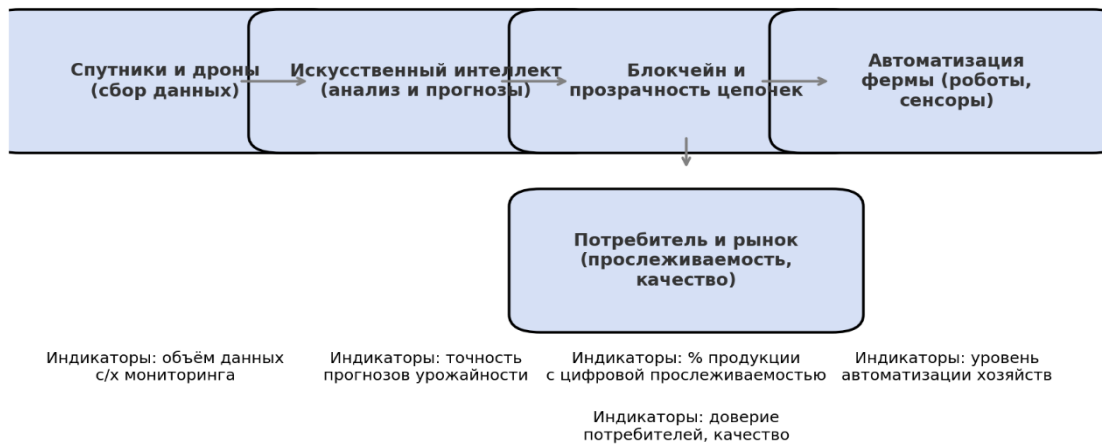 Спутники и дроны
(сбор данных)
Искусственный интеллект
(анализ и прогнозы)
Блокчейн и
прозрачность цепочек
Автоматизация
фермы (роботы,
сенсоры)
Потребитель и рынок
(прослеживаемость,
качество)
Индикаторы: объём данных
с/х мониторинга
Индикаторы: точность
прогнозов урожайности
Индикаторы: % продукции
с цифровой прослеживаемостью
Индикаторы: уровень
автоматизации хозяйств
Индикаторы: доверие
потребителей, качество